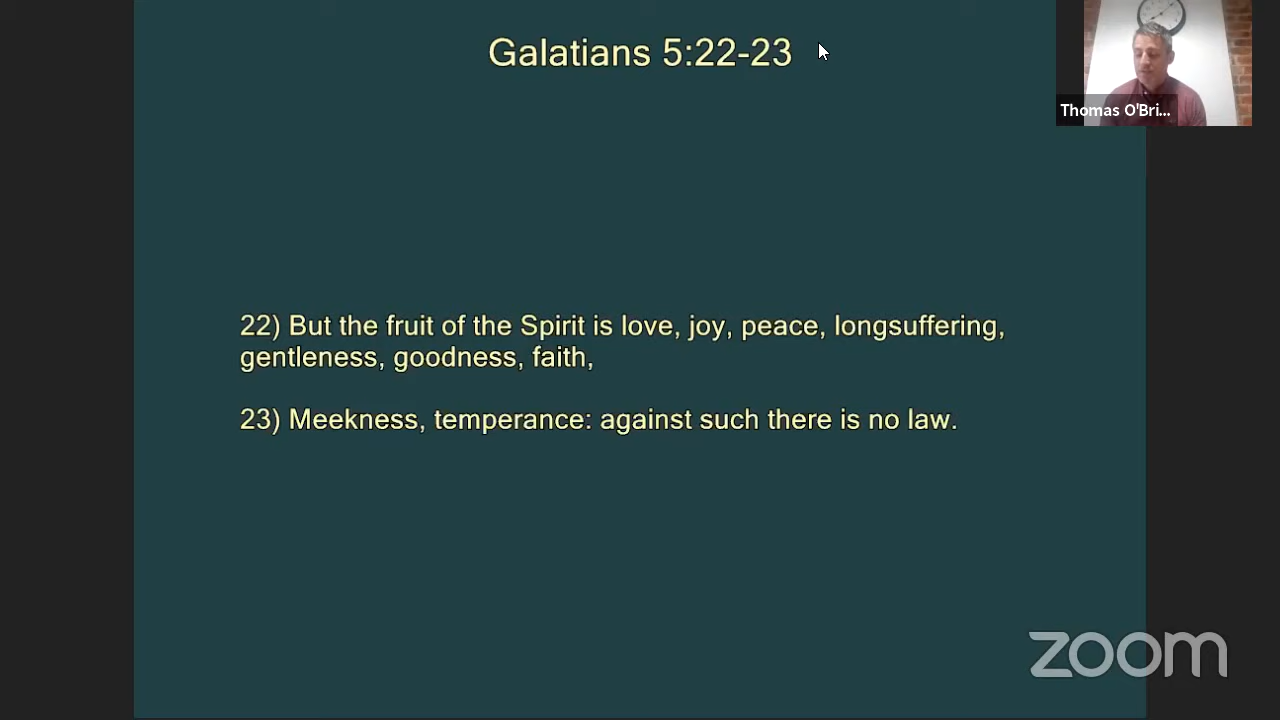 Galatians 5:22-23
Thomas O'Bri...
22) But the fruit of the Spirit is love, joy, peace, longsuffering,
gentleness, goodness, faith,
23) Meekness, temperance: against such there is no law.
zoom